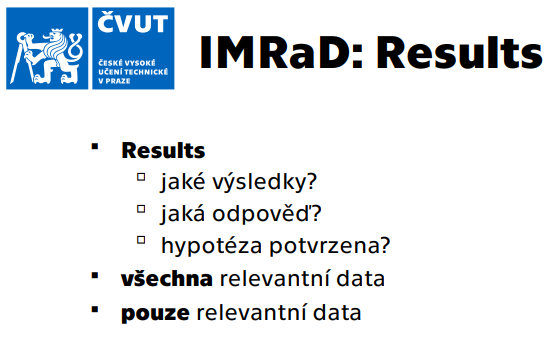 ČVUT
ČESKÉ VYSOKÉ
UČENÍ TECHNICKÉ
V PRAZE
IMRaD: Results
Results
jaké výsledky?
jaká odpověď?
hypotéza potvrzena?
všechna relevantní data
pouze relevantní data